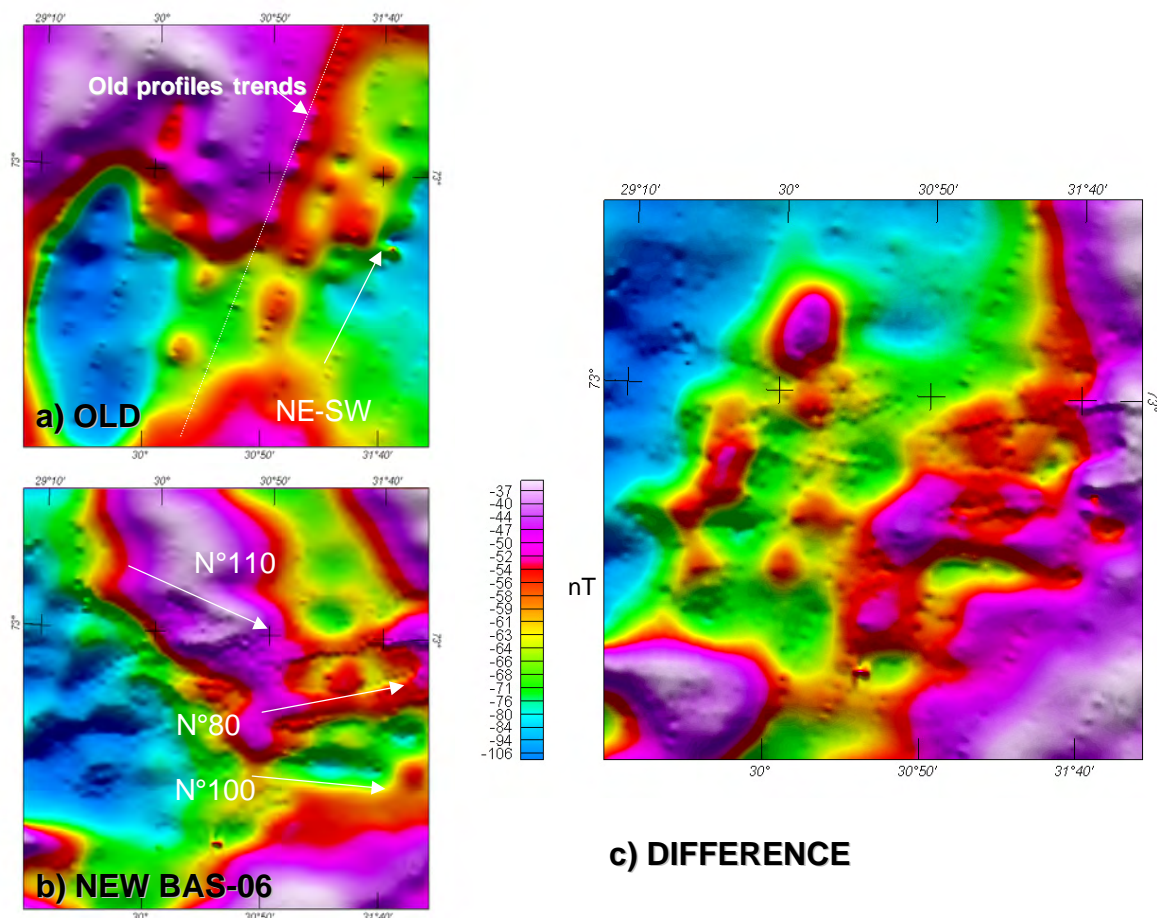 29°10' 30° 30°50' 31°40'
Old profiles trends
73° 73°
NE-SW
a) OLD
30° 30°50' 31°40'
29°10' 30° 30°50' 31°40'
N°110
73° 73°
N°80
N°100
b) NEW BAS-06
30° 30°50' 31°40'
-37
-40
-44
-47
-50
-52
-54
-56
-58
-59
-61
-63
-64
-66
-68
-71
-76
-80
-84
-94
-106
nT
29°10' 30° 30°50' 31°40'
73° 73°
30° 30°50' 31°40'
c) DIFFERENCE